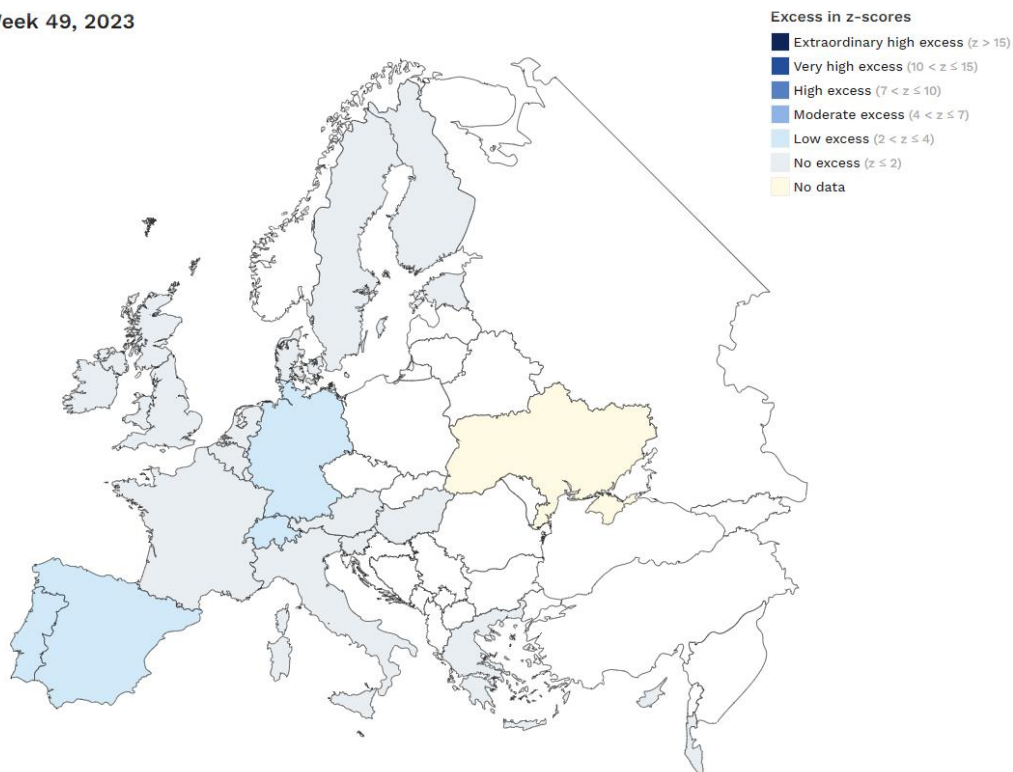 eek 49, 2023
Excess in z-scores
Extraordinary high excess (z > 15)
Very high excess (10 < z ≤ 15)
High excess (7 < z ≤ 10)
Moderate excess (4 < z ≤ 7)
Low excess (2 < z ≤ 4)
No excess (z ≤ 2)
No data